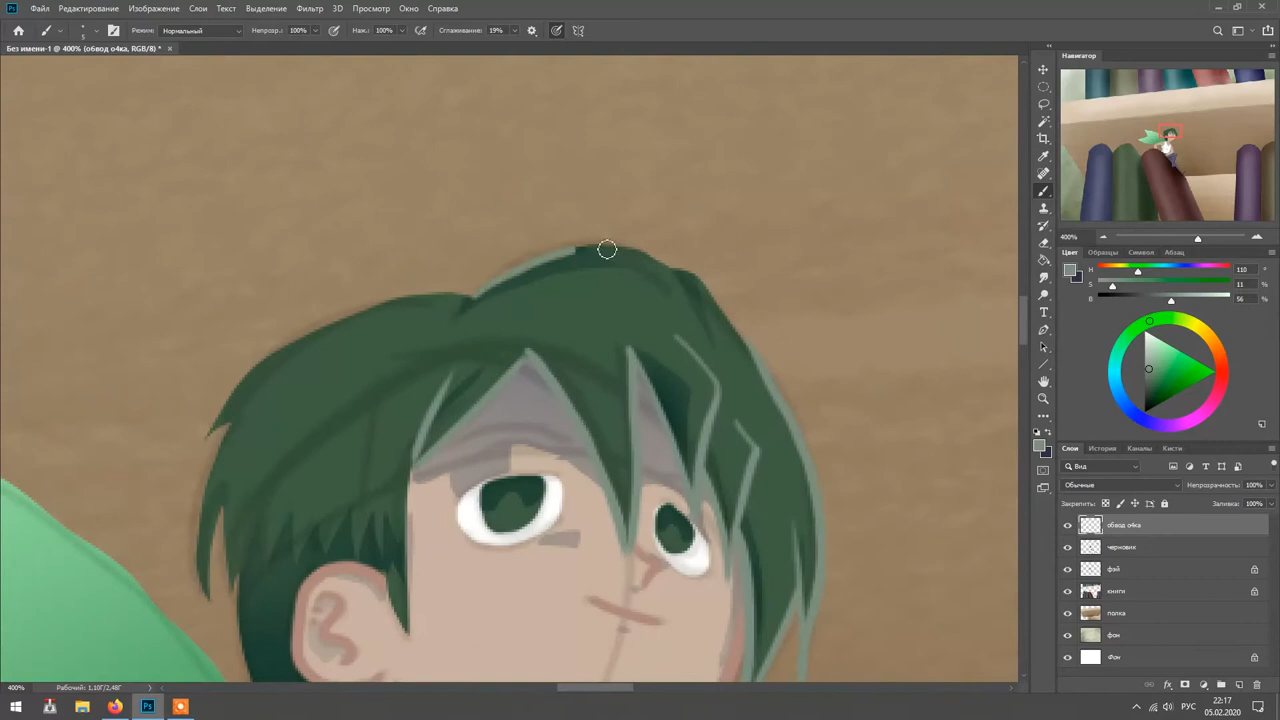 Файл Редактирование Изображение Слои Текст Выделение Фильтр 3D Просмотр Окно Справка
5 Режим: Нормальный Непрозр.: 100% Наж.: 100% Сглаживание: 19%
Без имени-1 @ 400% (обвод о4ка, RGB/8) *
Навигатор
400%
Цвет Образцы Символ Абзац
H 110 °
S 11 %
B 56 %
Слои История Каналы Кисти
Вид
Обычные Непрозрачность: 100%
Закрепить: Заливка: 100%
обвод о4ка
черновик
фэй
книги
полка
фон
Фон
400% Рабочий: 1,10Г/2,48Г
РУС
22:17
05.02.2020